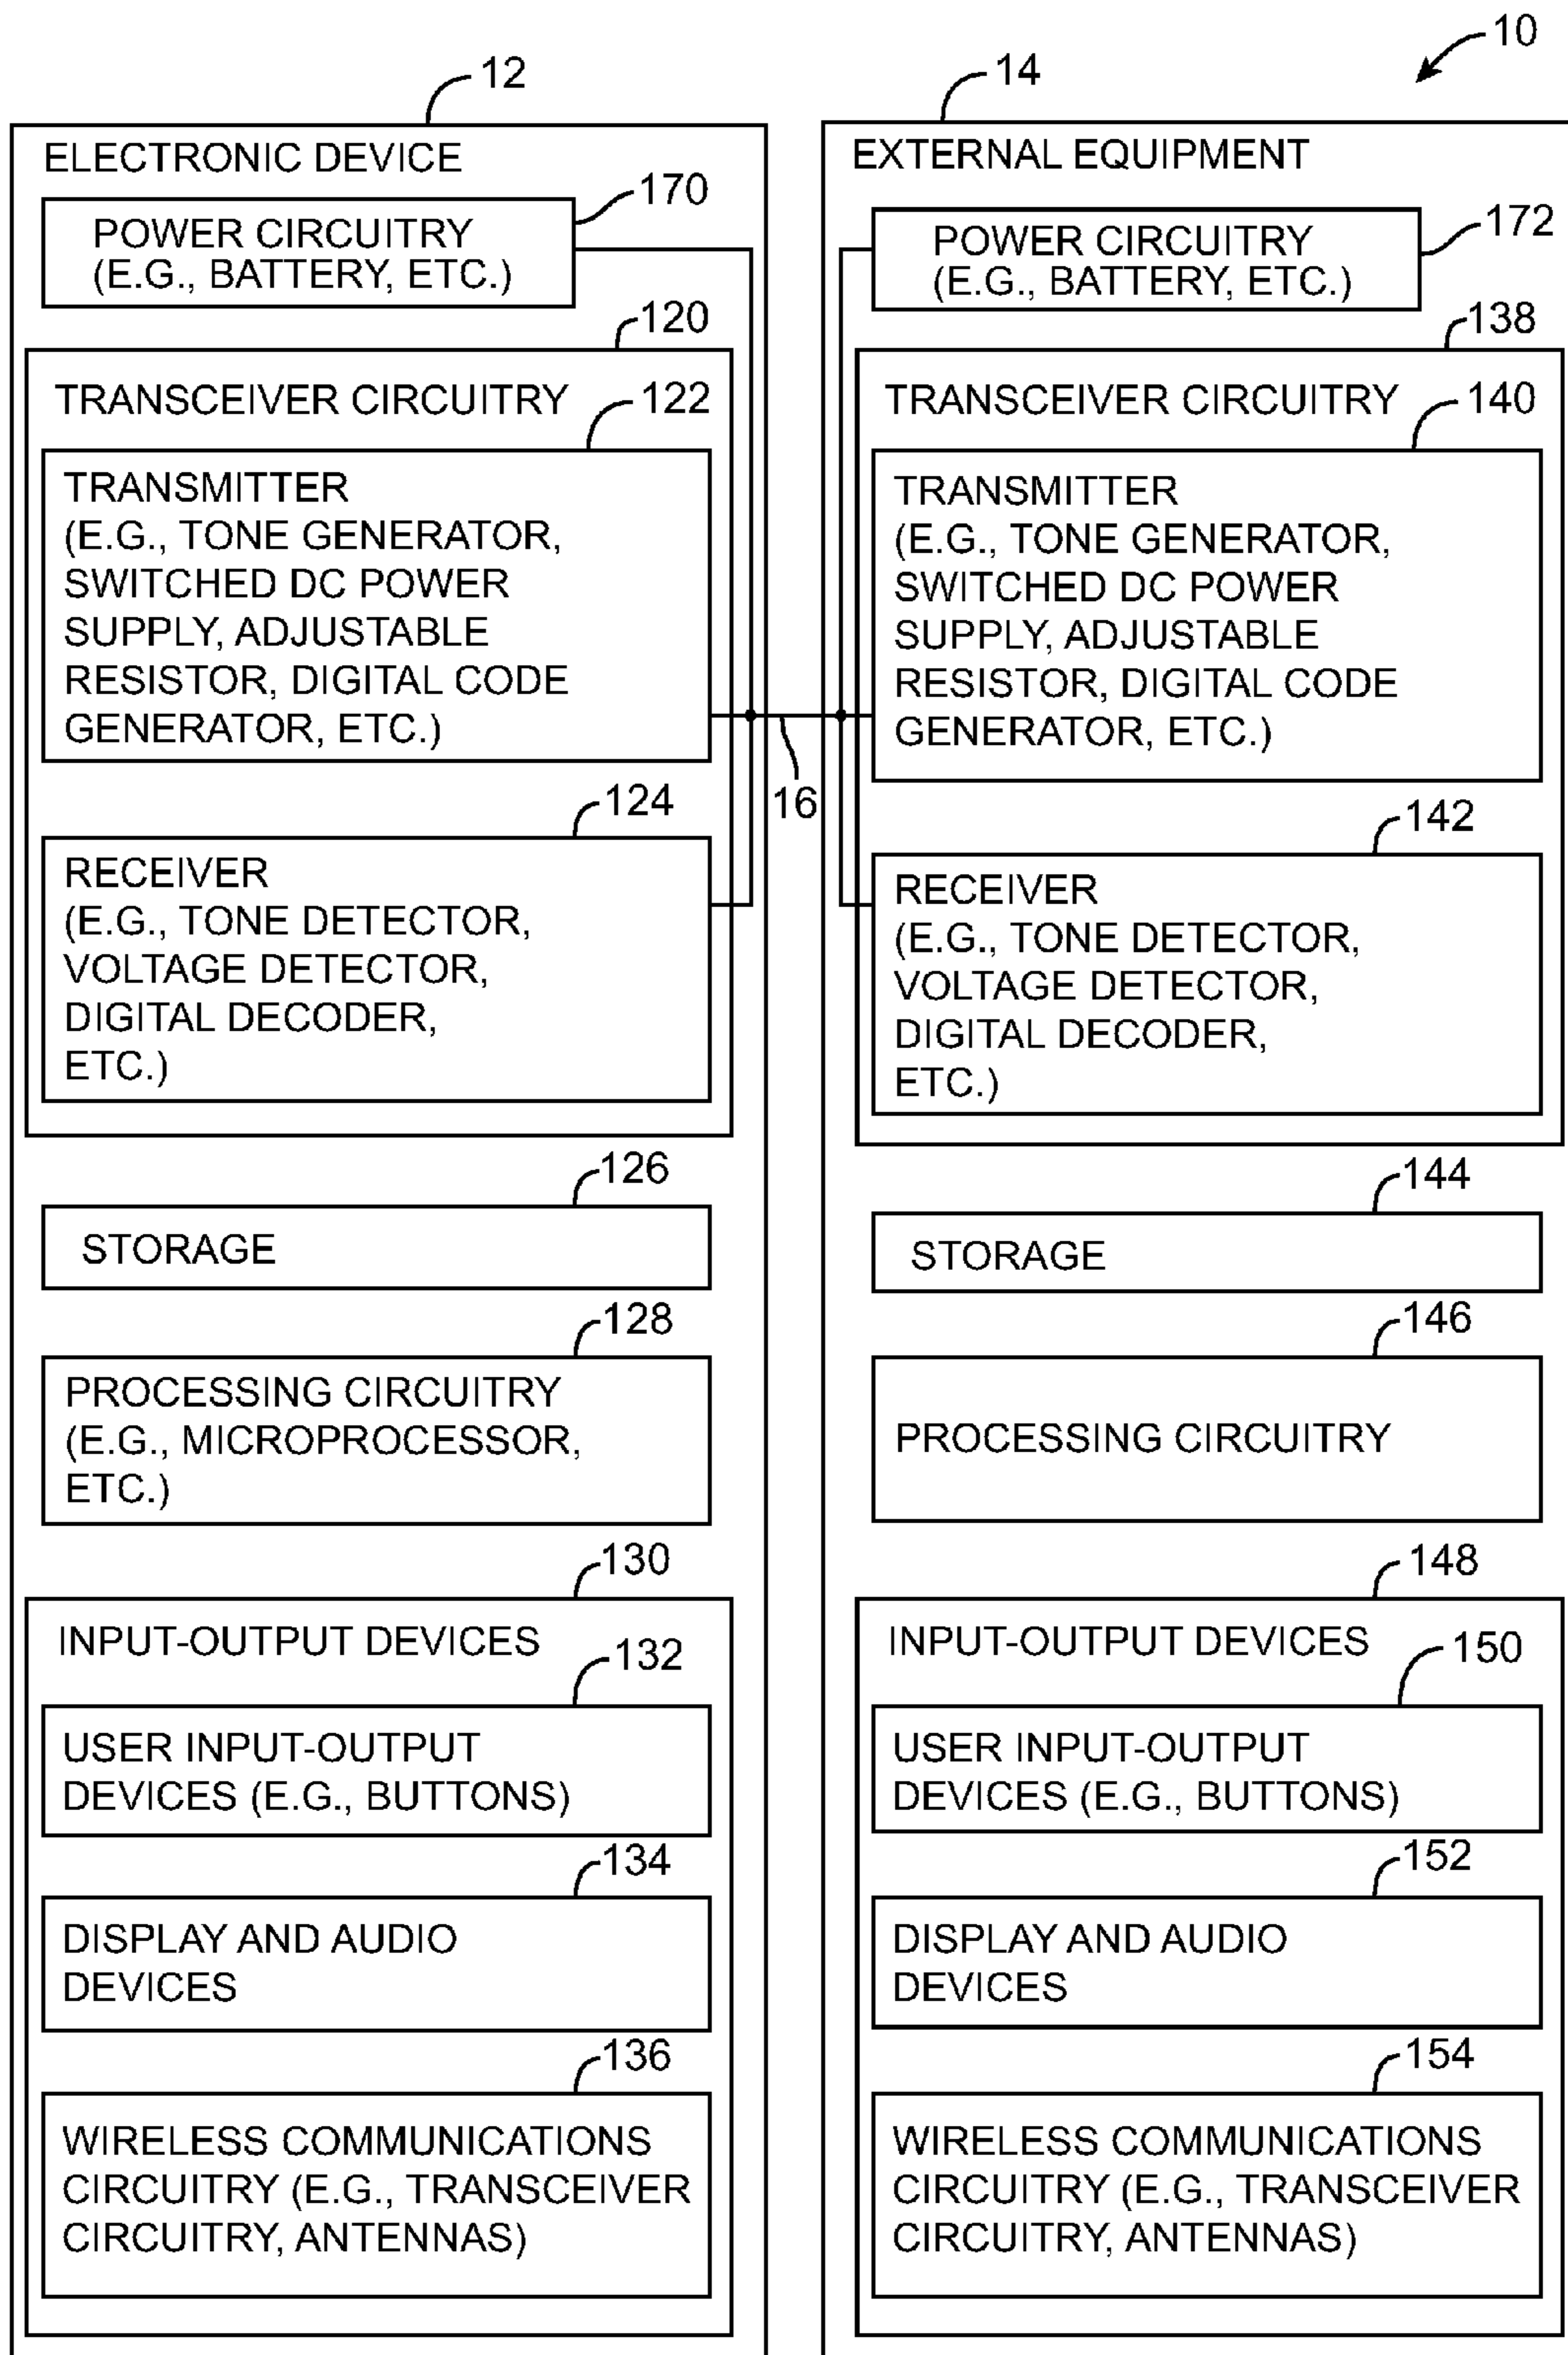 10
12
ELECTRONIC DEVICE
170
POWER CIRCUITRY
(E.G., BATTERY, ETC.)
120
TRANSCEIVER CIRCUITRY
122
TRANSMITTER
(E.G., TONE GENERATOR,
SWITCHED DC POWER
SUPPLY, ADJUSTABLE
RESISTOR, DIGITAL CODE
GENERATOR, ETC.)
124
RECEIVER
(E.G., TONE DETECTOR,
VOLTAGE DETECTOR,
DIGITAL DECODER,
ETC.)
126
STORAGE
128
PROCESSING CIRCUITRY
(E.G., MICROPROCESSOR,
ETC.)
130
INPUT-OUTPUT DEVICES
132
USER INPUT-OUTPUT
DEVICES (E.G., BUTTONS)
134
DISPLAY AND AUDIO
DEVICES
136
WIRELESS COMMUNICATIONS
CIRCUITRY (E.G., TRANSCEIVER
CIRCUITRY, ANTENNAS)
16
14
EXTERNAL EQUIPMENT
172
POWER CIRCUITRY
(E.G., BATTERY, ETC.)
138
TRANSCEIVER CIRCUITRY
140
TRANSMITTER
(E.G., TONE GENERATOR,
SWITCHED DC POWER
SUPPLY, ADJUSTABLE
RESISTOR, DIGITAL CODE
GENERATOR, ETC.)
142
RECEIVER
(E.G., TONE DETECTOR,
VOLTAGE DETECTOR,
DIGITAL DECODER,
ETC.)
144
STORAGE
146
PROCESSING CIRCUITRY
148
INPUT-OUTPUT DEVICES
150
USER INPUT-OUTPUT
DEVICES (E.G., BUTTONS)
152
DISPLAY AND AUDIO
DEVICES
154
WIRELESS COMMUNICATIONS
CIRCUITRY (E.G., TRANSCEIVER
CIRCUITRY, ANTENNAS)